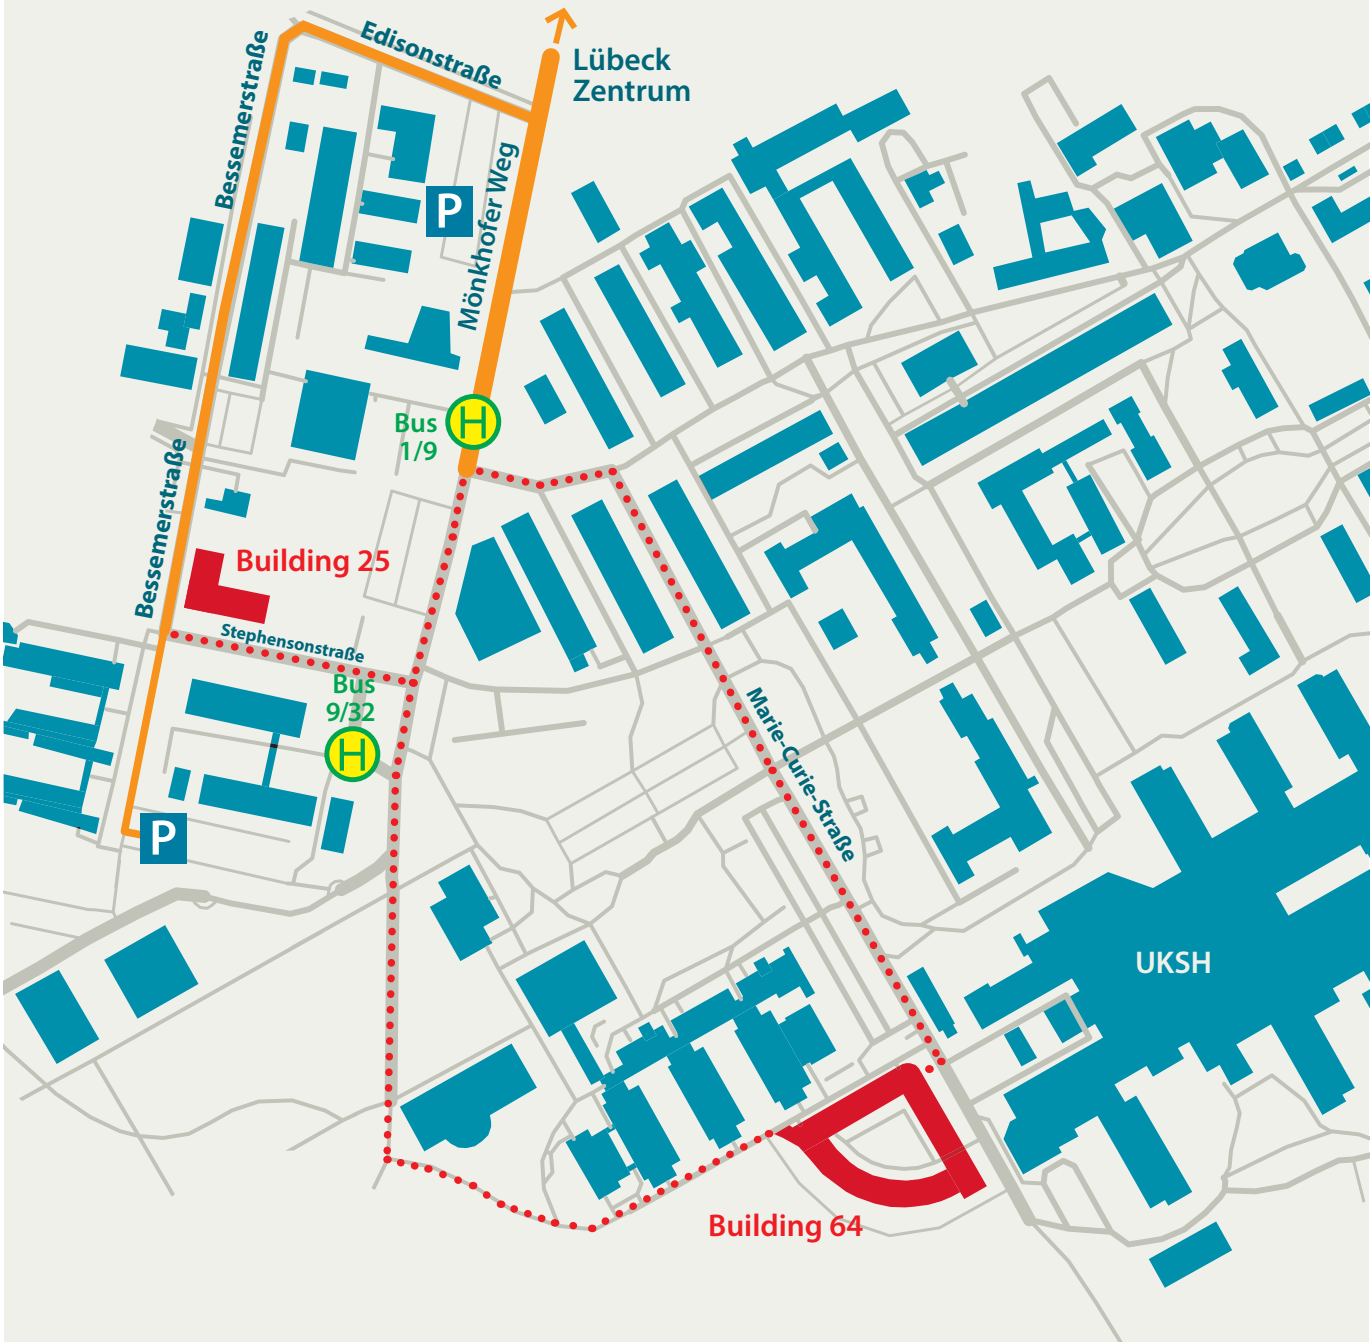 Edisonstraße
Bessemerstraße
Lübeck
Zentrum
P
Mönkhofer Weg
Bus
1/9
H
Bessemerstraße
Building 25
Stephensonstraße
Bus
9/32
H
Marie-Curie-Straße
P
UKSH
Building 64